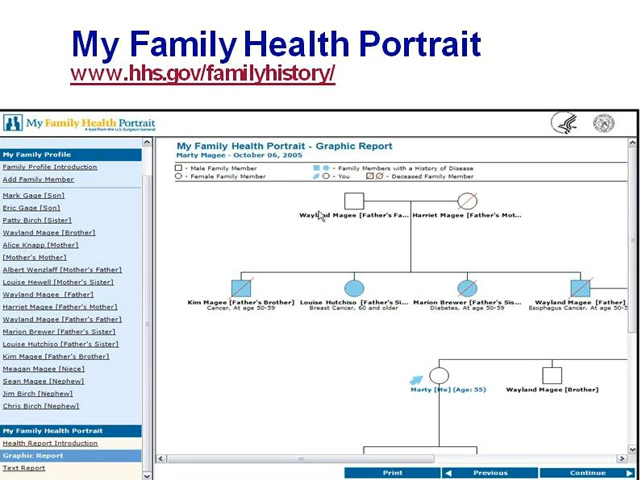 My Family Health Portrait
www.hhs.gov/familyhistory/
My Family Health Portrait
A tool from the U.S. Surgeon General
My Family Profile
Family Profile Introduction
Add Family Member
Mark Gage [Son]
Eric Gage [Son]
Patty Birch [Sister]
Wayland Magee [Brother]
Alice Knapp [Mother]
[Mother's Mother]
Albert Wenzlaff [Mother's Father]
Louise Hewell [Mother's Sister]
Wayland Magee [Father]
Harriet Magee [Father's Mother]
Wayland Magee [Father's Father]
Marion Brewer [Father's Sister]
Louise Hutchiso [Father's Sister]
Kim Magee [Father's Brother]
Meagan Magee [Niece]
Sean Magee [Nephew]
Jim Birch [Nephew]
Chris Birch [Nephew]
My Family Health Portrait
Health Report Introduction
Graphic Report
Text Report
My Family Health Portrait - Graphic Report
Marty Magee - October 06, 2005
- Male Family Member
- Family Members with a History of Disease
- Female Family Member
- You
- Deceased Family Member
Wayland Magee [Father's Fa... Harriet Magee [Father's Mot...
Kim Magee [Father's Brother]
Cancer, At age 50-59
Louise Hutchiso [Father's Si...
Breast Cancer, 60 and older
Marion Brewer [Father's Sis...
Diabetes, At age 50-59
Wayland Magee [Father]
Esophagus Cancer, At age 50-59
Marty [Me] (Age: 55)
Wayland Magee [Brother]
Print
Previous
Continue